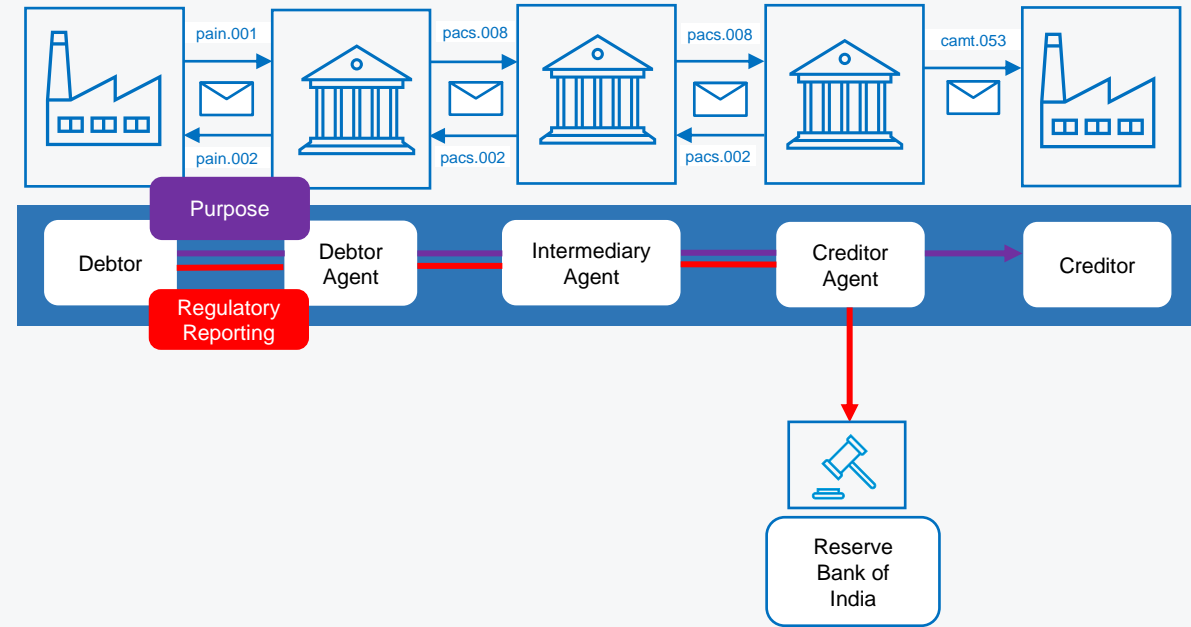 pain.001
pacs.008
pacs.008
camt.053
pain.002
pacs.002
pacs.002
Purpose
Debtor
Debtor
Agent
Intermediary
Agent
Creditor
Agent
Creditor
Regulatory
Reporting
Reserve
Bank of
India